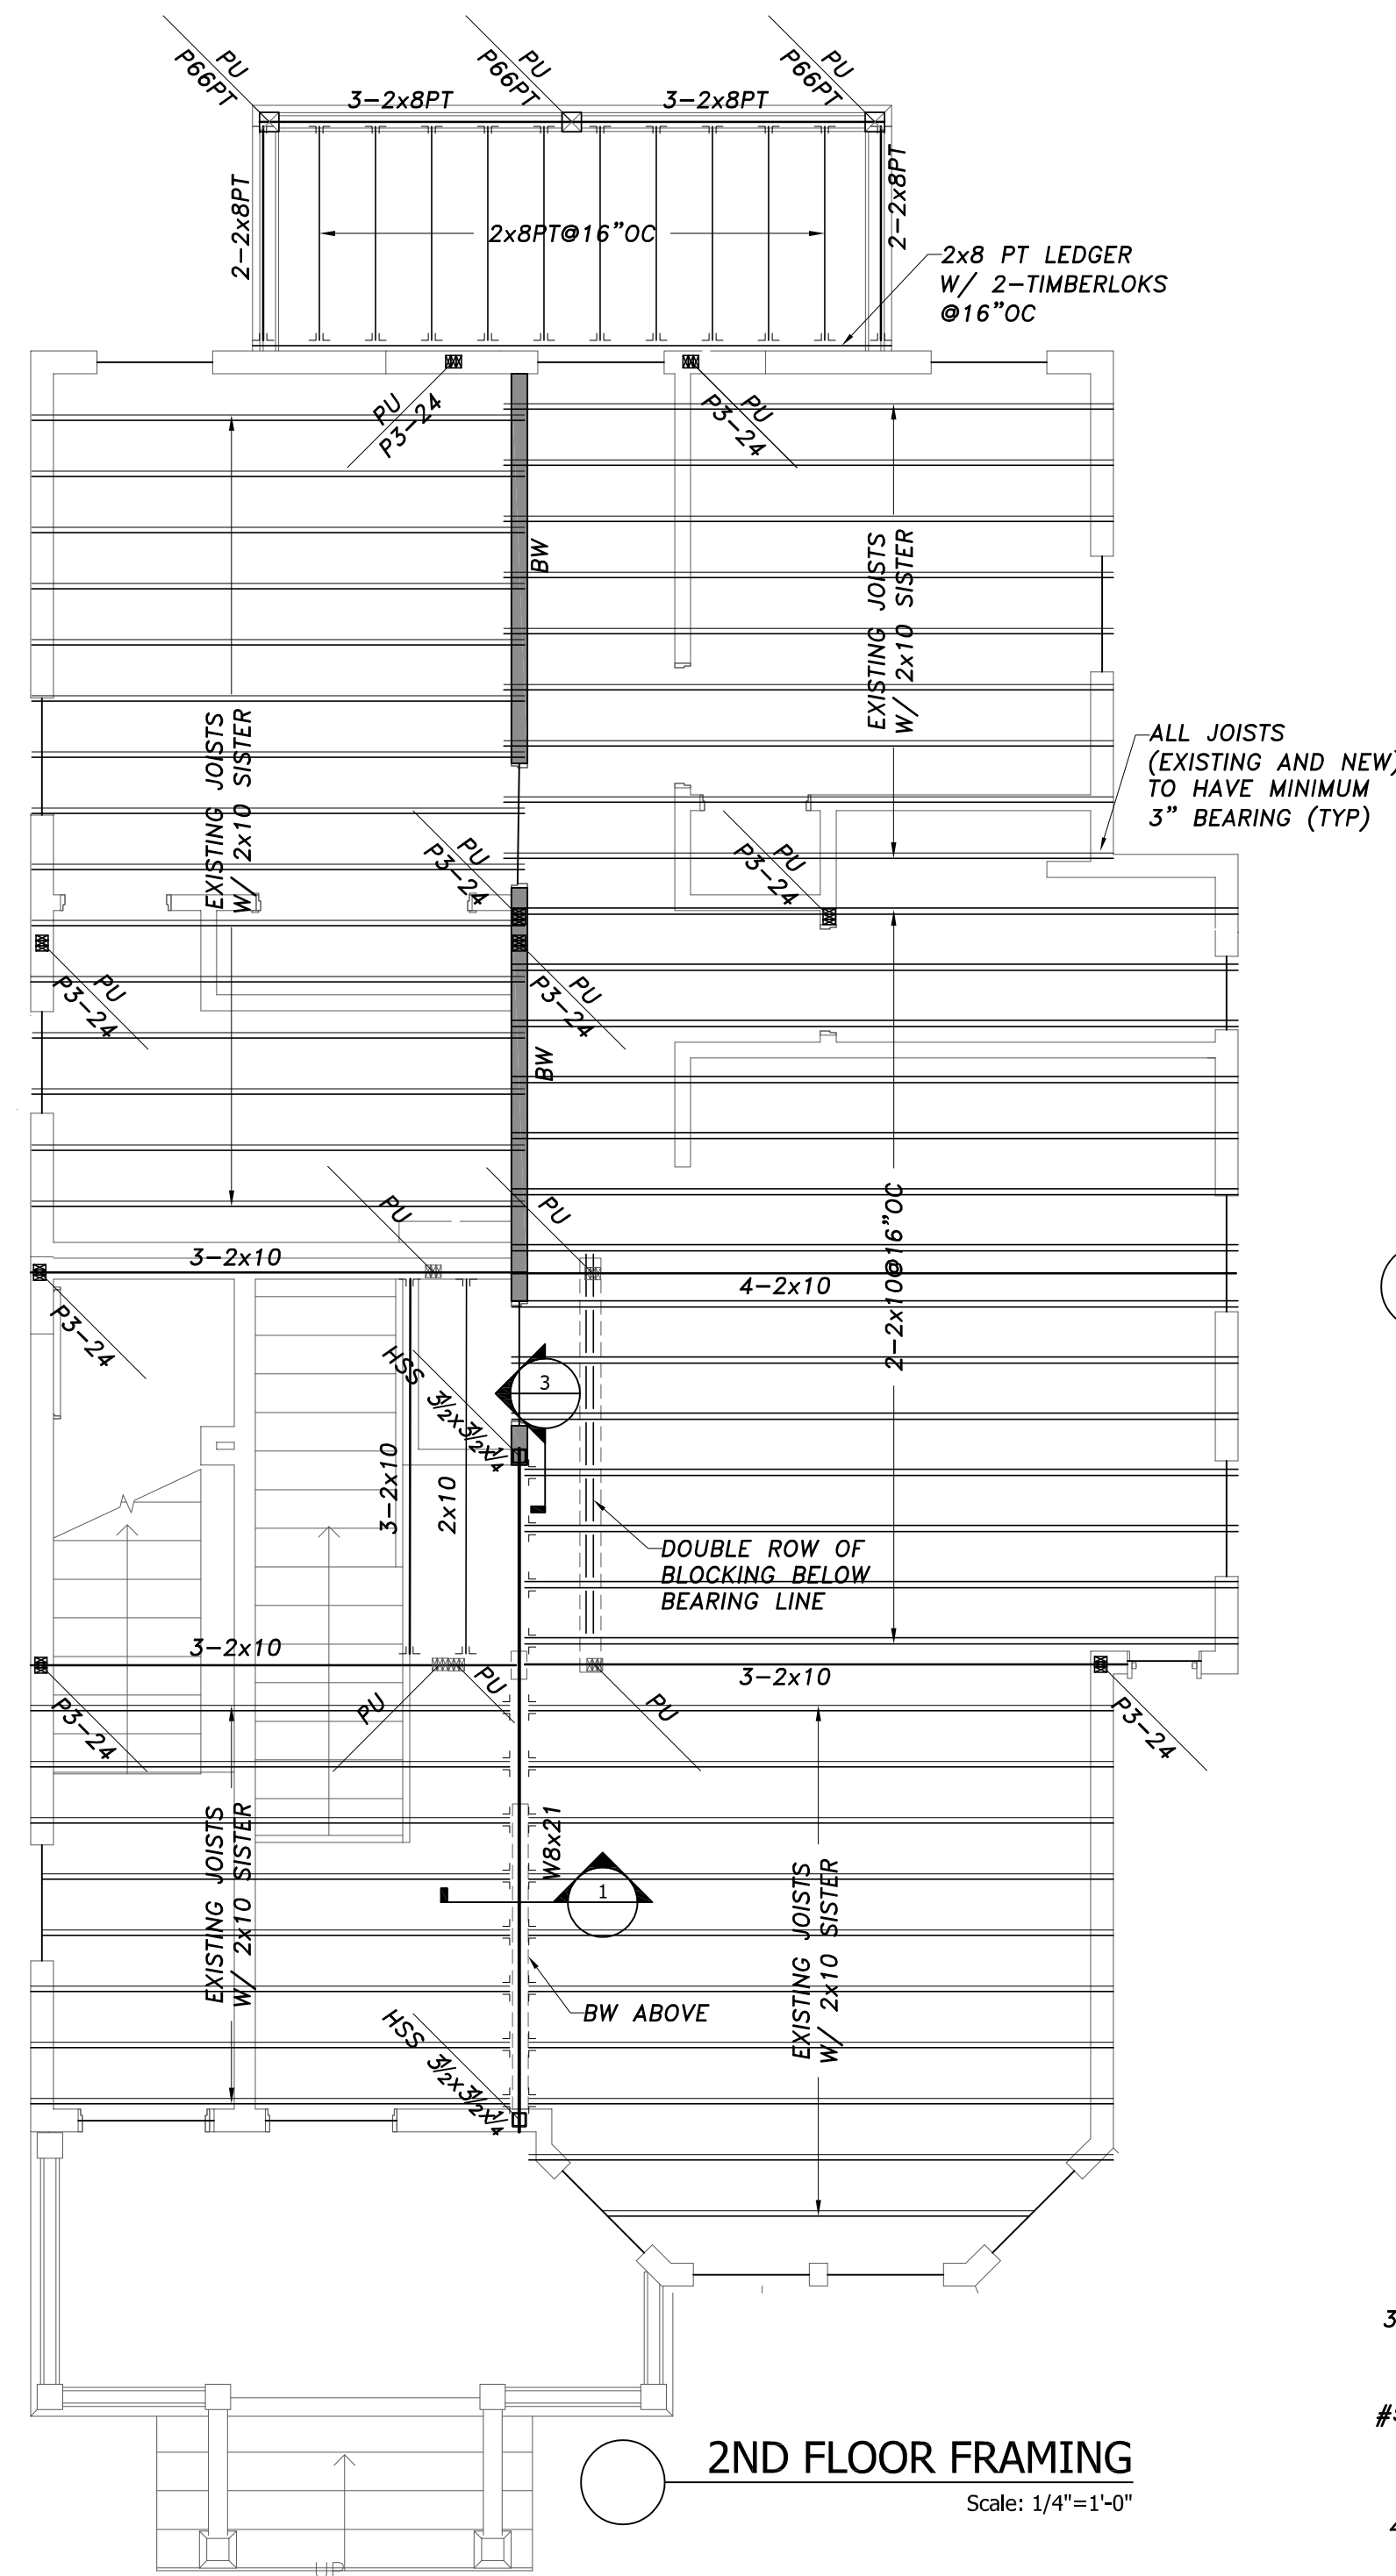 PU
P66PT
PU
P66PT
PU
P66PT
3-2x8PT
3-2x8PT
2-2x8PT
2-2x8PT
2x8PT@16"OC
2x8 PT LEDGER
W/ 2-TIMBERLOKS
@16"OC
PU
P3-24
PU
P3-24
BW
EXISTING JOISTS
W/ 2x10 SISTER
EXISTING JOISTS
W/ 2x10 SISTER
ALL JOISTS
(EXISTING AND NEW)
TO HAVE MINIMUM
3" BEARING (TYP)
PU
P3-24
PU
P3-24
PU
P3-24
PU
P3-24
BW
2-2x10@16"OC
PU
PU
3-2x10
4-2x10
P3-24
HSS 3½x3½x¼
3
3-2x10
2x10
DOUBLE ROW OF
BLOCKING BELOW
BEARING LINE
3-2x10
3-2x10
PU
PU
PU
P3-24
P3-24
W8x21
EXISTING JOISTS
W/ 2x10 SISTER
1
EXISTING JOISTS
W/ 2x10 SISTER
BW ABOVE
HSS 3½x3½x¼
2ND FLOOR FRAMING
Scale: 1/4"=1'-0"
UP